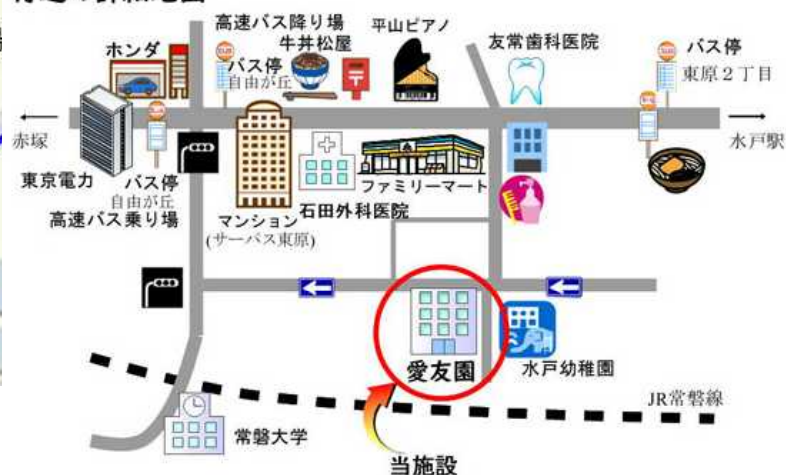 高速バス降り場
平山ピアノ
ホンダ
牛丼松屋
友常歯科医院
バス停
自由が丘
バス停
東原２丁目
赤塚
水戸駅
東京電力
バス停
自由が丘
高速バス乗り場
マンション
(サーパス東原)
石田外科医院
ファミリーマート
愛友園
水戸幼稚園
JR常磐線
常磐大学
当施設